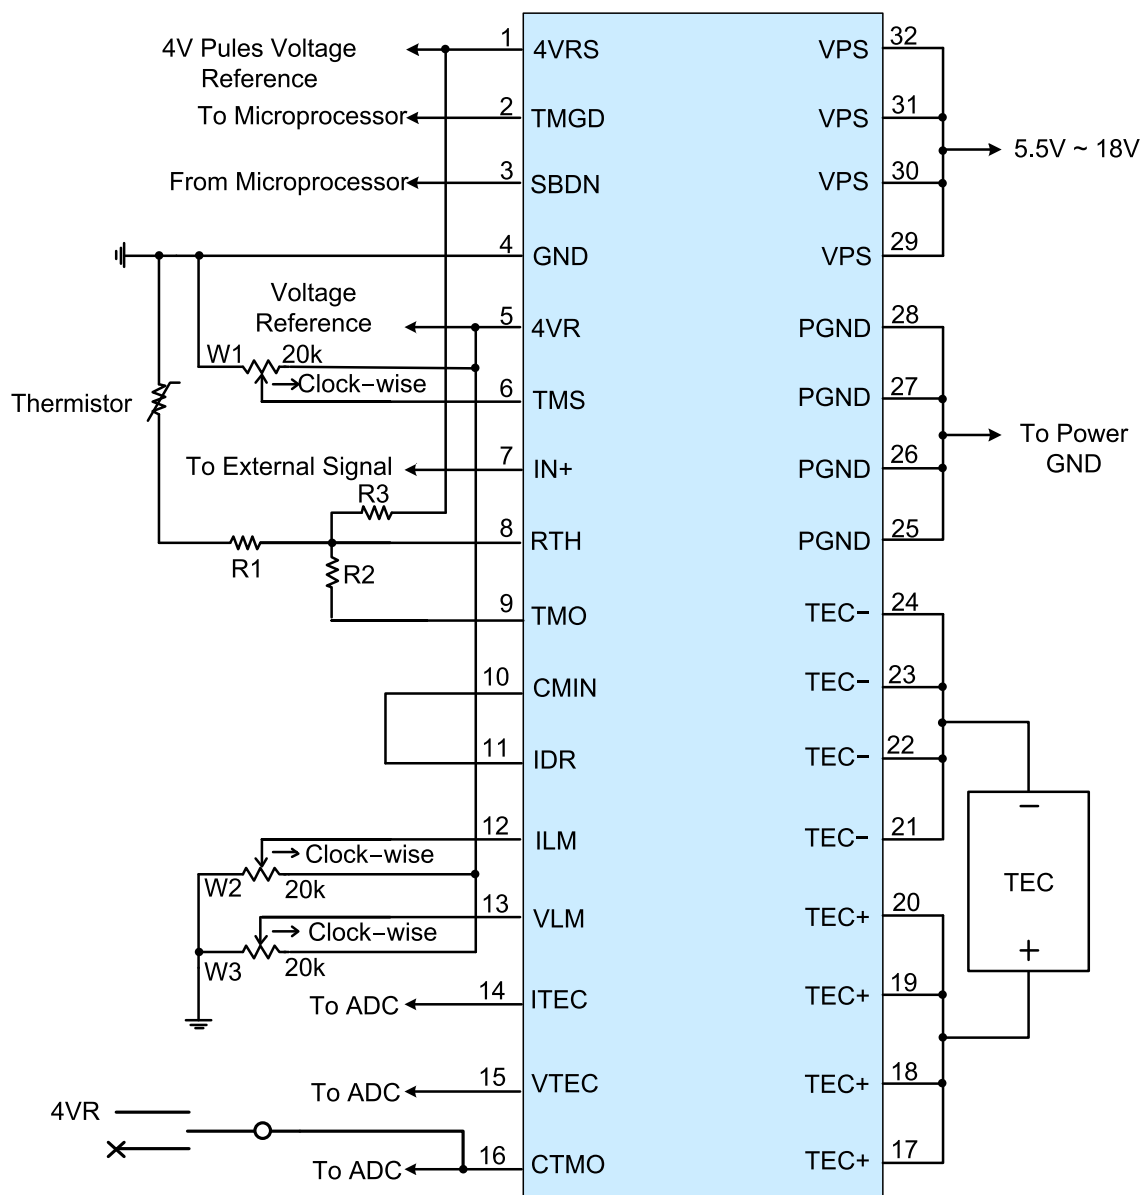 4V Pules Voltage
Reference
1
4VRS
VPS
32
To Microprocessor
2
TMGD
VPS
31
5.5V ~ 18V
From Microprocessor
3
SBDN
VPS
30
4
GND
VPS
29
Voltage
Reference
5
4VR
PGND
28
W1
20k
Clock-wise
6
TMS
PGND
27
Thermistor
To External Signal
7
IN+
PGND
26
To Power
GND
R3
8
RTH
PGND
25
R1
R2
9
TMO
TEC-
24
10
CMIN
TEC-
23
11
IDR
TEC-
22
12
ILM
TEC-
21
Clock-wise
W2
20k
−
TEC
+
13
VLM
TEC+
20
Clock-wise
W3
20k
To ADC
14
ITEC
TEC+
19
To ADC
15
VTEC
TEC+
18
4VR
To ADC
16
CTMO
TEC+
17